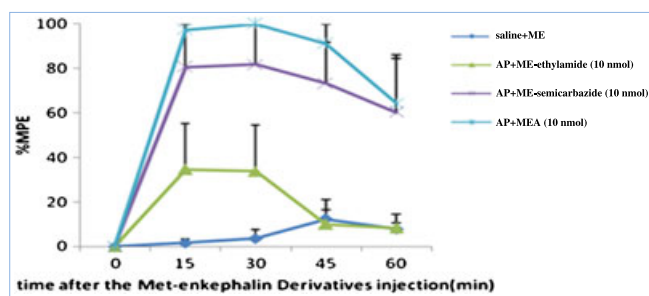 100
80
60
40
20
0
%MPE
0 15 30 45 60
time after the Met-enkephalin Derivatives injection(min)
saline+ME
AP+ME-ethylamide (10 nmol)
AP+ME-semicarbazide (10 nmol)
AP+MEA (10 nmol)